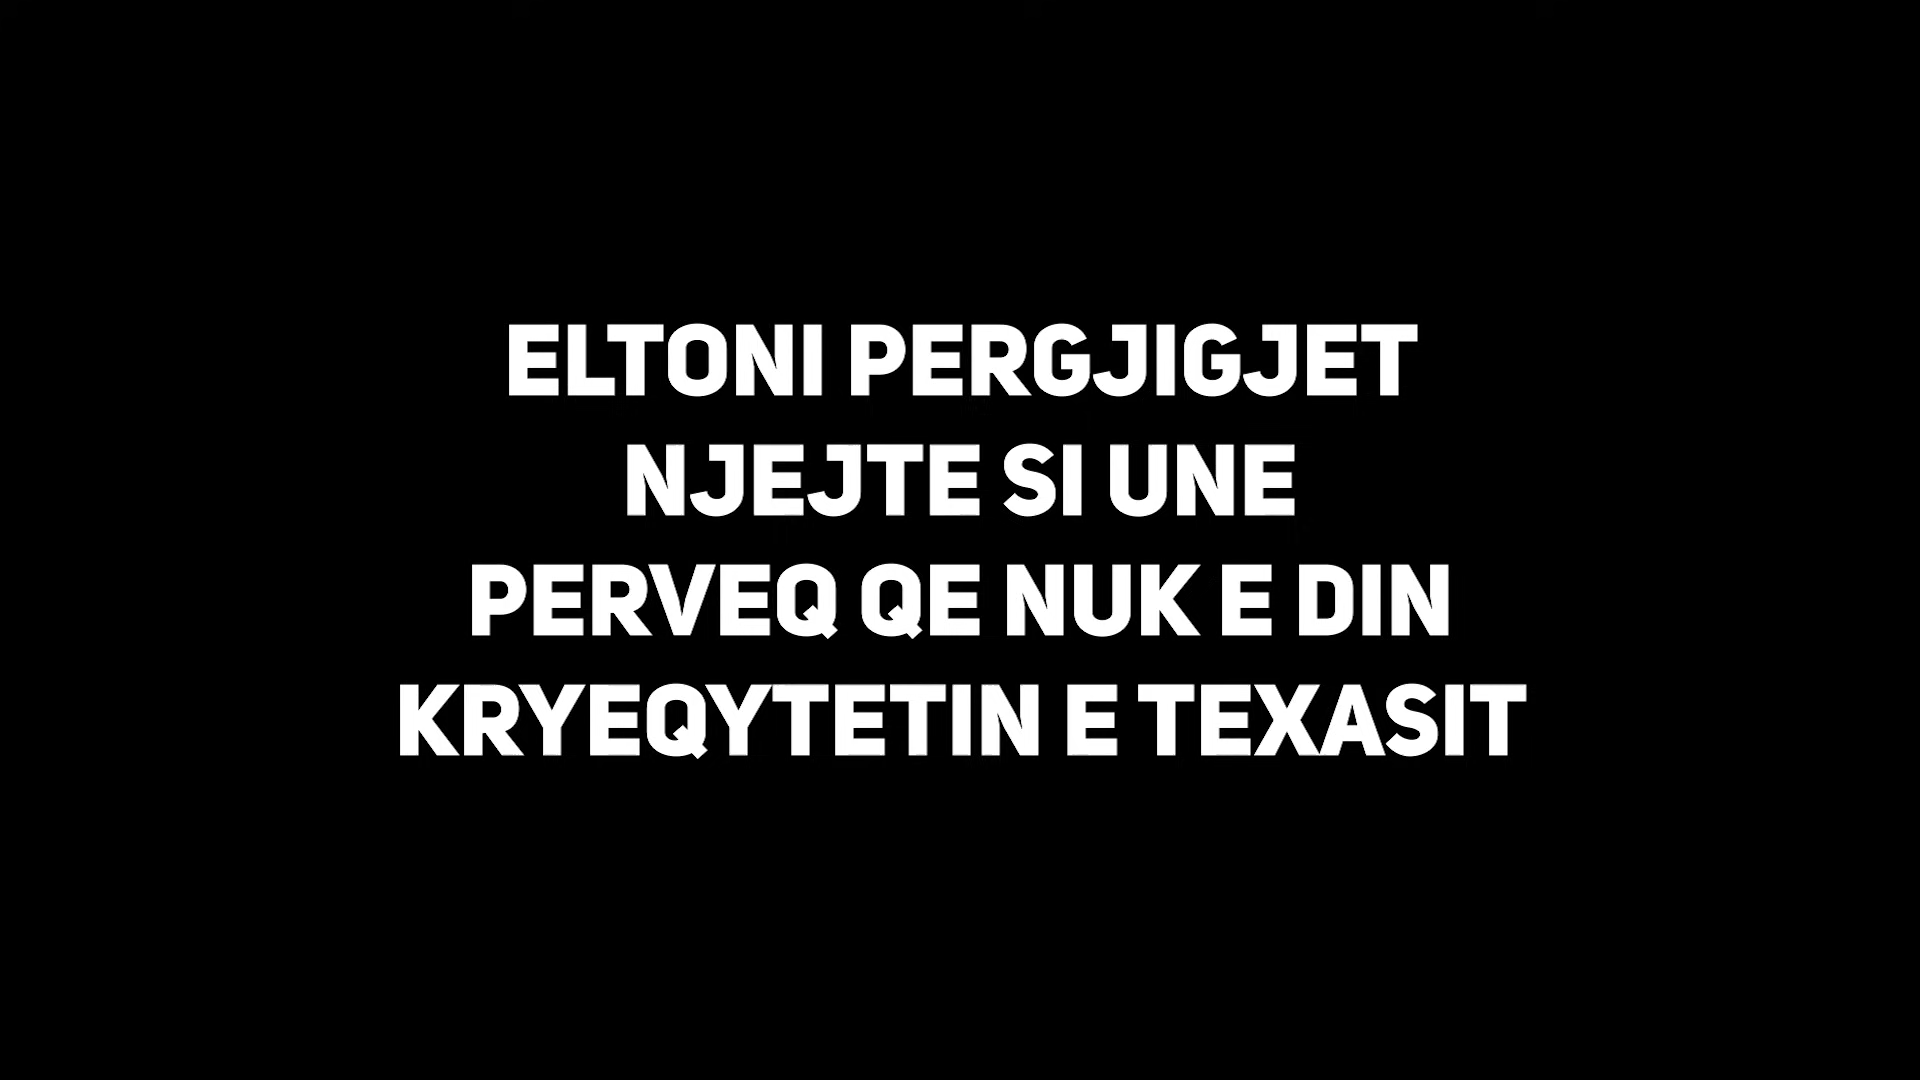 ELTONI PERGJIGJET
NJEJTE SI UNE
PERVEQ QE NUK E DIN
KRYEQYTETIN E TEXASIT